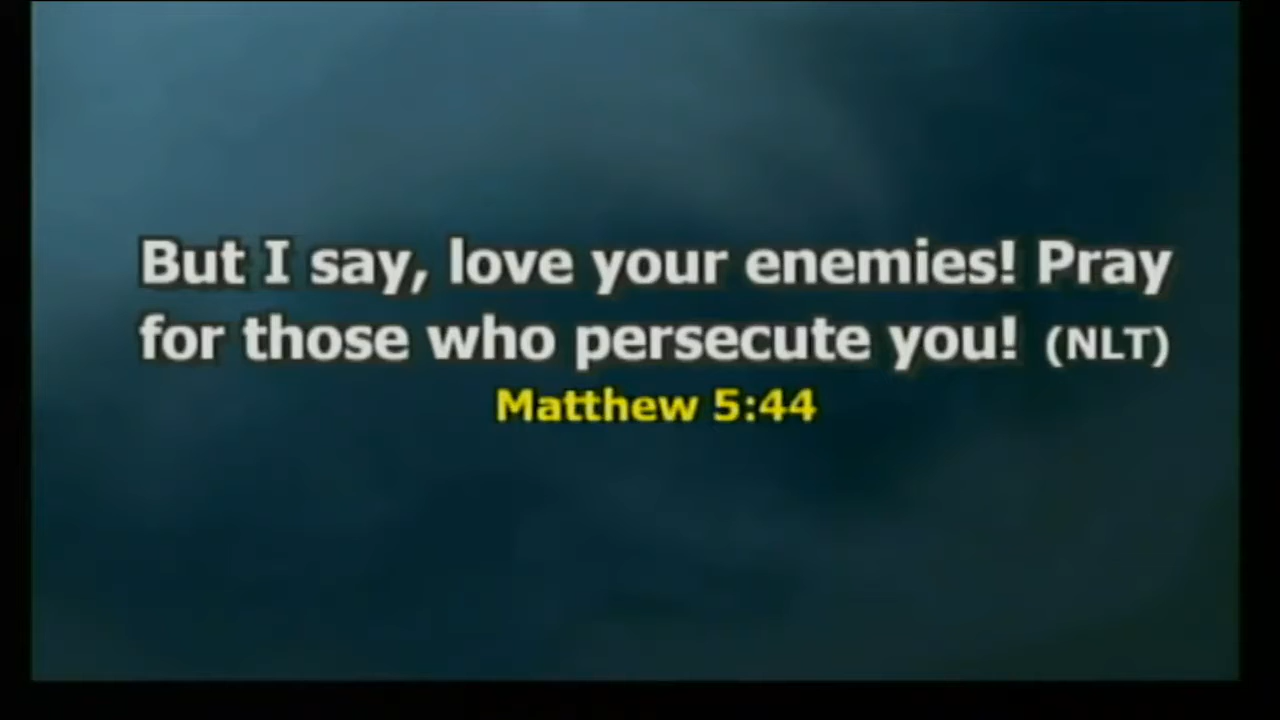 But I say, love your enemies! Pray
for those who persecute you! (NLT)
Matthew 5:44